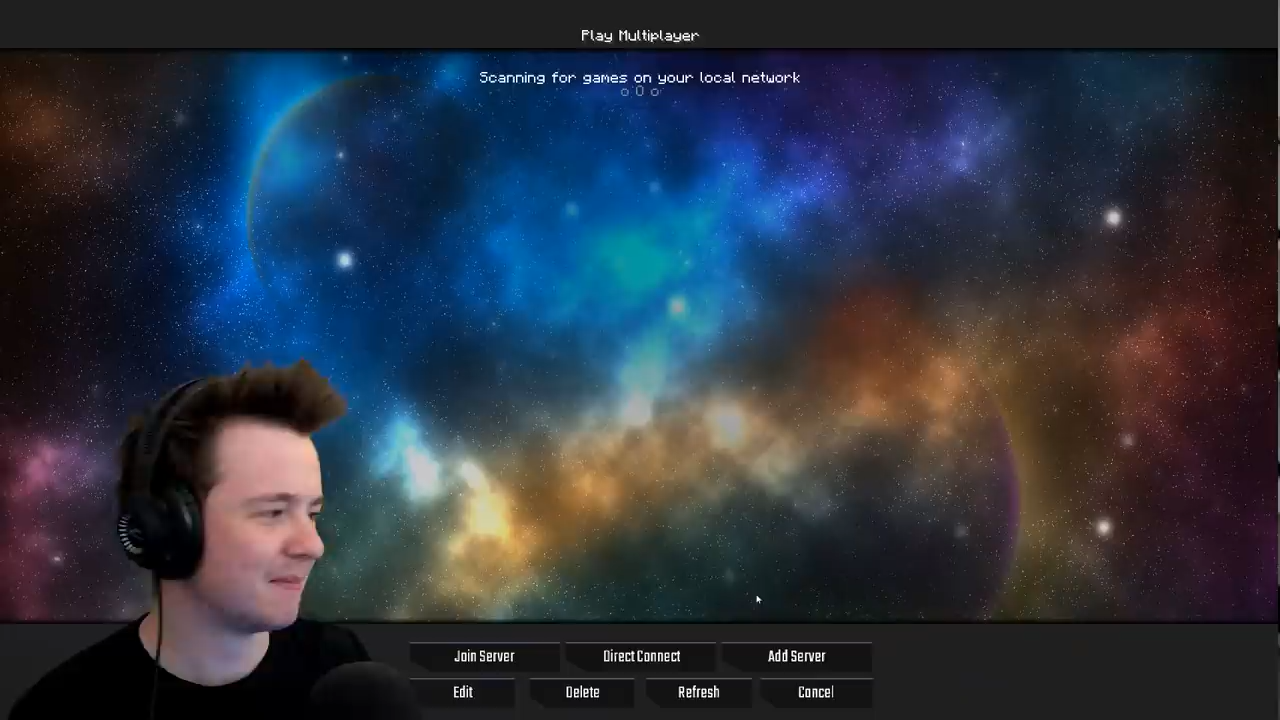 Play Multiplayer
Scanning for games on your local network
o O o
Join Server
Direct Connect
Add Server
Edit
Delete
Refresh
Cancel